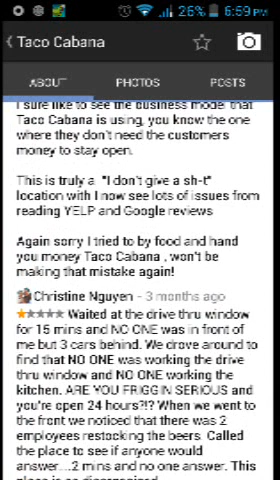 26% 6:59 PM
Taco Cabana
ABOUT PHOTOS POSTS
I sure like to see the business model that
Taco Cabana is using, you know the one
where they don't need the customers
money to stay open.
This is truly a "I don't give a sh-t"
location with I now see lots of issues from
reading YELP and Google reviews
Again sorry I tried to by food and hand
you money Taco Cabana , won't be
making that mistake again!
Christine Nguyen - 3 months ago
Waited at the drive thru window
for 15 mins and NO ONE was in front of
me but 3 cars behind. We drove around to
find that NO ONE was working the drive
thru window and NO ONE working the
kitchen. ARE YOU FRIGGIN SERIOUS and
you're open 24 hours?!? When we went to
the front we noticed that there was 2
employees restocking the beers. Called
the place to see if anyone would
answer...2 mins and no one answer. This
place is so disorganized